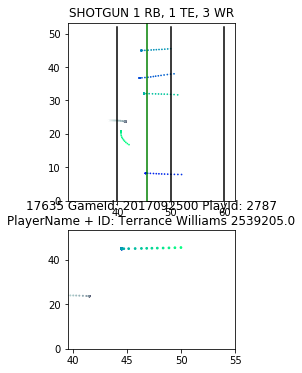 SHOTGUN 1 RB, 1 TE, 3 WR
50
40
30
20
10
0
40 50 60
17635 GameId: 2017092500 PlayId: 2787
PlayerName + ID: Terrance Williams 2539205.0
40
20
0
40 45 50 55